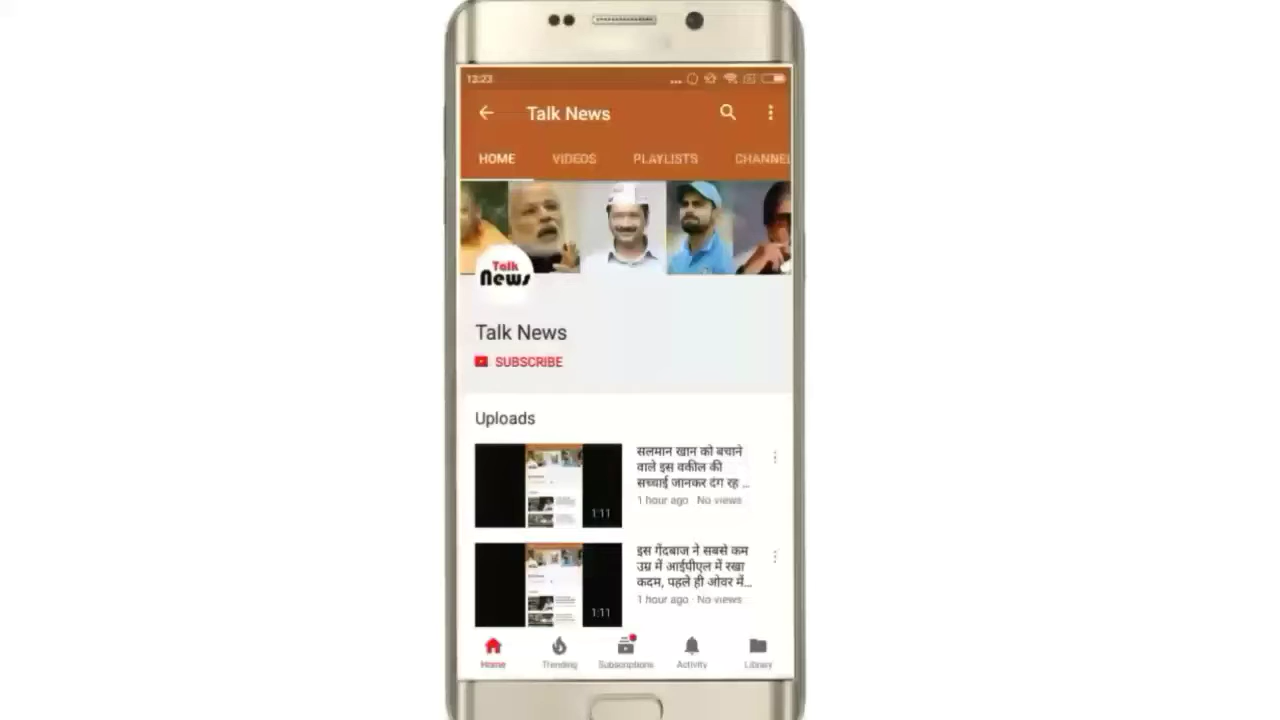 12:23
Talk News
HOME VIDEOS PLAYLISTS CHANNEL
Talk
News
Talk News
SUBSCRIBE
Uploads
सलमान खान को बचाने
वाले इस वकील की
सच्चाई जानकर दंग रह ...
1 hour ago · No views
1:11
इस गेंदबाज ने सबसे कम
उम्र में आईपीएल में रखा
कदम, पहले ही ओवर में...
1 hour ago · No views
1:11
Home Trending Subscriptions Activity Library